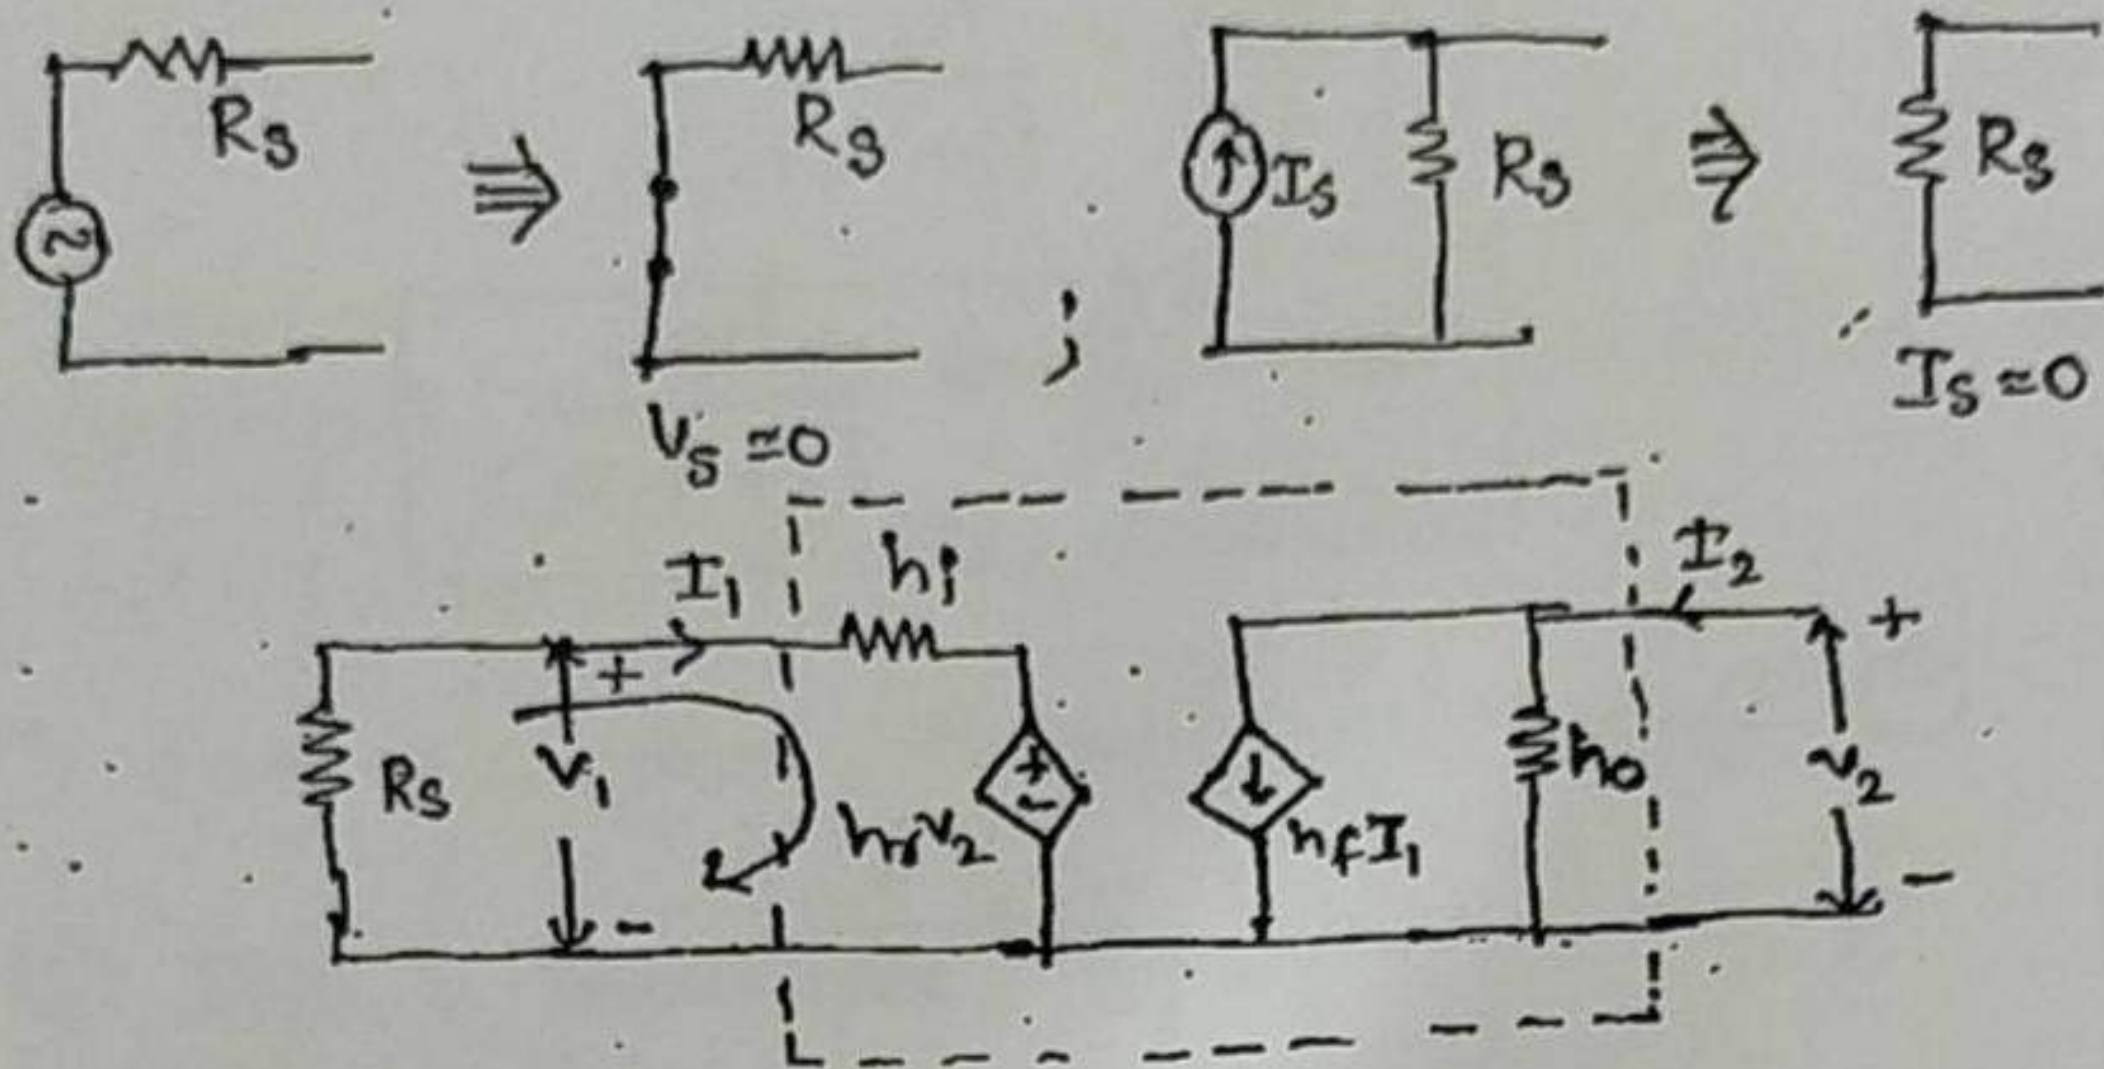 Rs
Rs
Is
Rs
Rs
~
⇛
⇛
;
Vs ≃ 0
Is ≃ 0
I1
hi
I2
+
+
Rs
V1
hrv2
+
-
hfI1
ho
v2
-
-